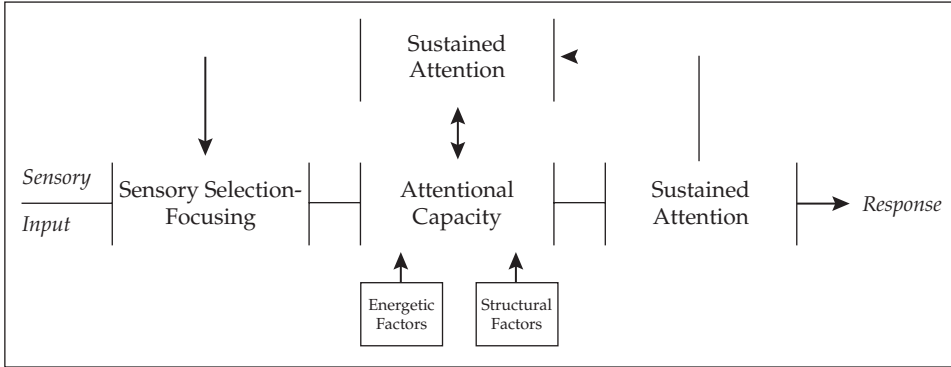 Sustained
Attention
Sensory
Input
Sensory Selection-
Focusing
Attentional
Capacity
Sustained
Attention
Response
Energetic
Factors
Structural
Factors